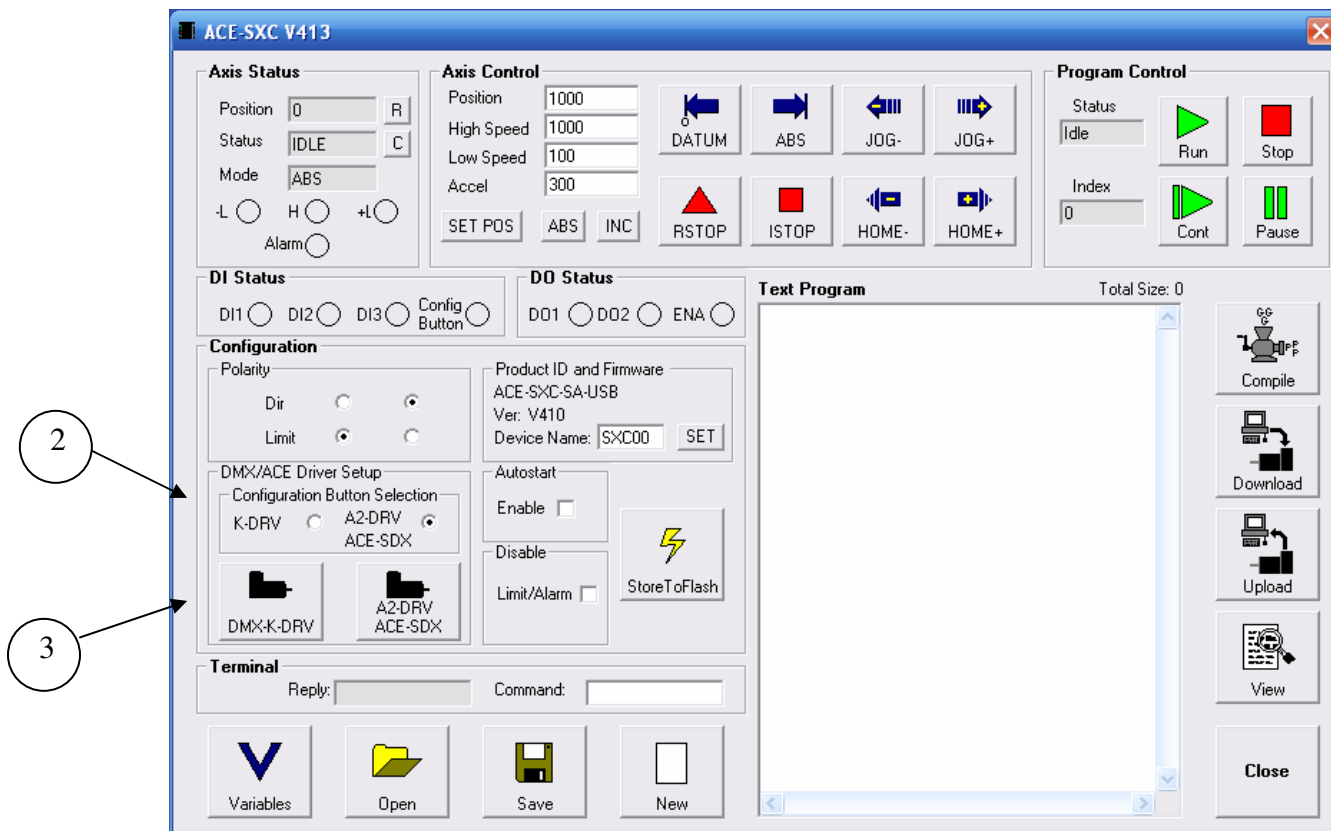 ACE-SXC V413
Axis Status
Position 0 R
Status IDLE C
Mode ABS
-L H +L
Alarm
Axis Control
Position 1000
High Speed 1000
Low Speed 100
Accel 300
SET POS ABS INC
DATUM ABS JOG- JOG+
RSTOP ISTOP HOME- HOME+
Program Control
Status
Idle
Run Stop
Index
0
Cont Pause
DI Status
DI1 DI2 DI3 Config
Button
DO Status
DO1 DO2 ENA
Configuration
Polarity
Dir
Limit
Product ID and Firmware
ACE-SXC-SA-USB
Ver: V410
Device Name: SXC00 SET
2
DMX/ACE Driver Setup
Configuration Button Selection
K-DRV A2-DRV
ACE-SDX
3
DMX-K-DRV
A2-DRV
ACE-SDX
Autostart
Enable
Disable
Limit/Alarm
StoreToFlash
Terminal
Reply: Command:
Variables Open Save New
Text Program Total Size: 0
G G
G
P P
P
Compile
Download
Upload
View
Close